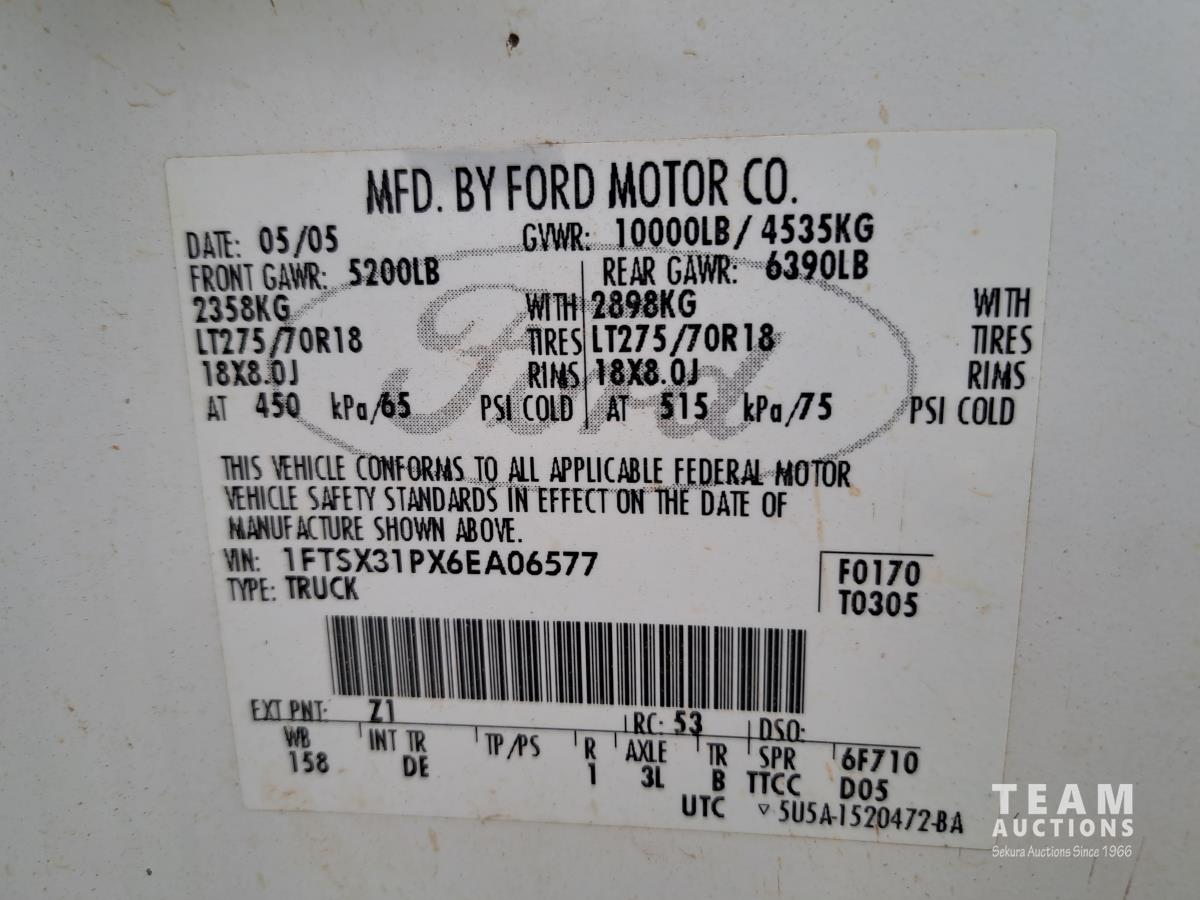 MFD. BY FORD MOTOR CO.
DATE: 05/05 GVWR: 10000LB/ 4535KG
FRONT GAWR: 5200LB REAR GAWR: 6390LB
2358KG WITH 2898KG WITH
LT275/70R18 TIRES LT275/70R18 TIRES
18X8.0J RIMS 18X8.0J RIMS
AT 450 kPa/65 PSI COLD AT 515 kPa/75 PSI COLD
Ford
THIS VEHICLE CONFORMS TO ALL APPLICABLE FEDERAL MOTOR
VEHICLE SAFETY STANDARDS IN EFFECT ON THE DATE OF
MANUFACTURE SHOWN ABOVE.
VIN: 1FTSX31PX6EA06577
TYPE: TRUCK
F0170
T0305
EXT PNT: Z1 RC: 53 DSO:
WB INT TR TP/PS R AXLE TR SPR 6F710
158 DE 1 3L B TTCC D05
UTC ▽ 5U5A-1520472-BA
TEAM
AUCTIONS
Sekura Auctions Since 1966